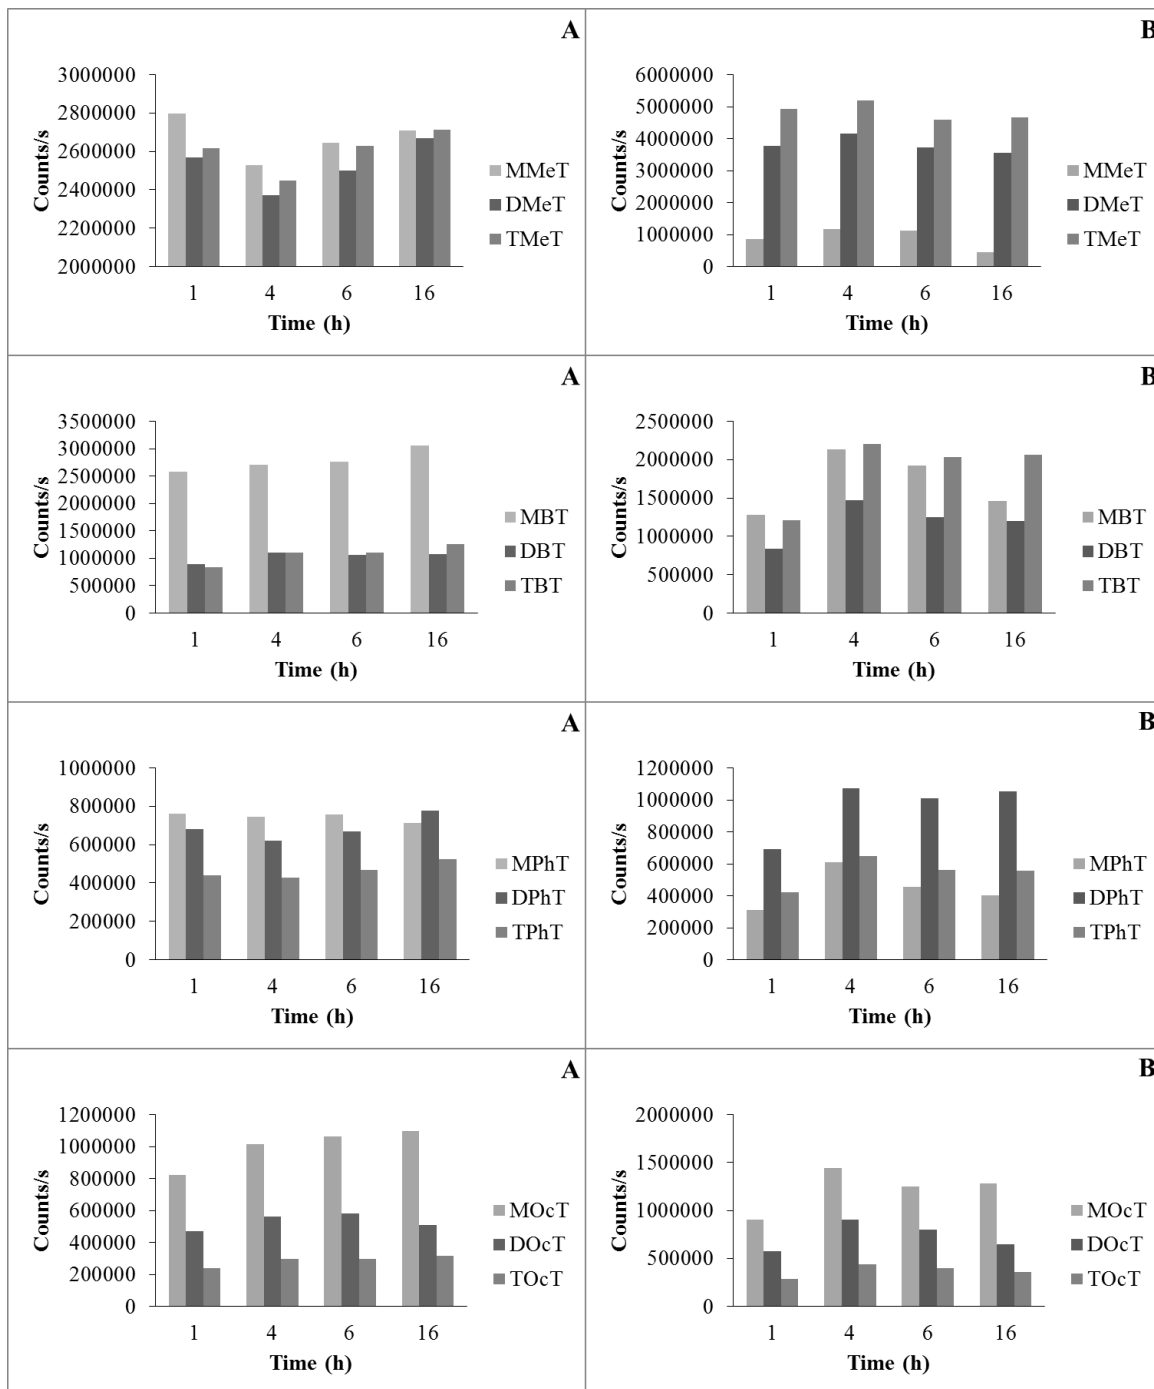 A
3000000
2800000
2600000
2400000
2200000
2000000
Counts/s
1 4 6 16
Time (h)
MMeT
DMeT
TMeT
B
6000000
5000000
4000000
3000000
2000000
1000000
0
Counts/s
1 4 6 16
Time (h)
MMeT
DMeT
TMeT
A
3500000
3000000
2500000
2000000
1500000
1000000
500000
0
Counts/s
1 4 6 16
Time (h)
MBT
DBT
TBT
B
2500000
2000000
1500000
1000000
500000
0
Counts/s
1 4 6 16
Time (h)
MBT
DBT
TBT
A
1000000
800000
600000
400000
200000
0
Counts/s
1 4 6 16
Time (h)
MPhT
DPhT
TPhT
B
1200000
1000000
800000
600000
400000
200000
0
Counts/s
1 4 6 16
Time (h)
MPhT
DPhT
TPhT
A
1200000
1000000
800000
600000
400000
200000
0
Counts/s
1 4 6 16
Time (h)
MOcT
DOcT
TOcT
B
2000000
1500000
1000000
500000
0
Counts/s
1 4 6 16
Time (h)
MOcT
DOcT
TOcT